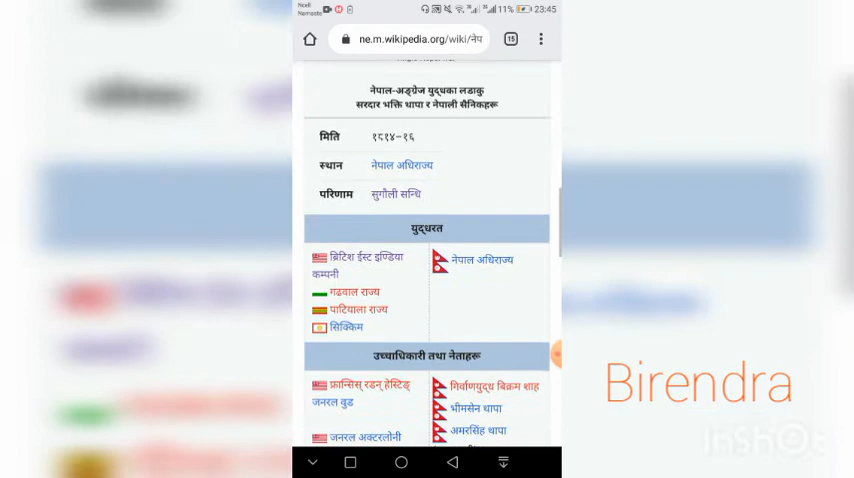 Ncell
Namaste
11%
23:45
ne.m.wikipedia.org/wiki/नेप
15
नेपाल-अङ्ग्रेज युद्धका लडाकु
सरदार भक्ति थापा र नेपाली सैनिकहरू
मिति १८१४–१६
स्थान नेपाल अधिराज्य
परिणाम सुगौली सन्धि
युद्धरत
ब्रिटिश ईस्ट इण्डिया
कम्पनी
गढवाल राज्य
पाटियाला राज्य
सिक्किम
नेपाल अधिराज्य
उच्चाधिकारी तथा नेताहरू
फ्रान्सिस् रडन् हेस्टिङ्
जनरल वुड
जनरल अक्टरलोनी
गिर्वाणयुद्ध बिक्रम शाह
भीमसेन थापा
अमरसिंह थापा
Birendra
InShOt